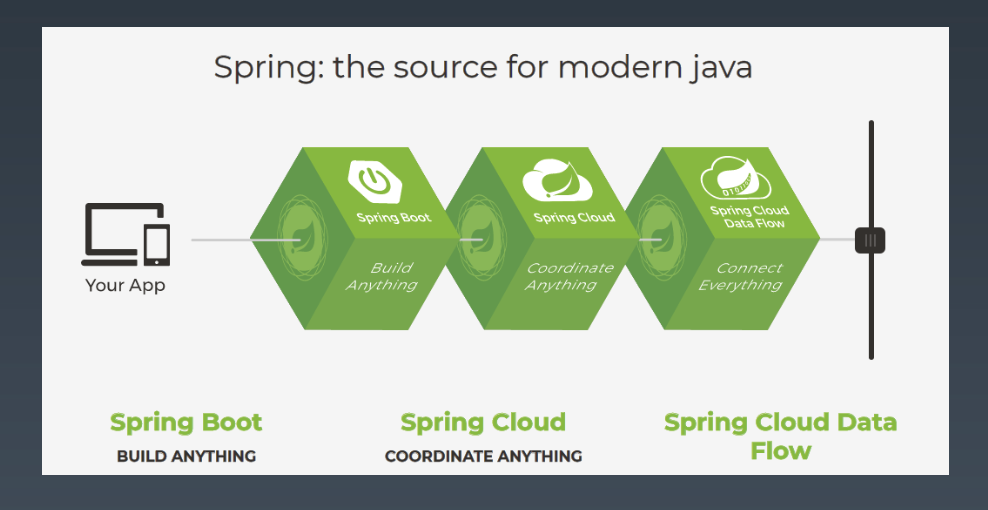 Spring: the source for modern java
Your App
Spring Boot
Build
Anything
Spring Cloud
Coordinate
Anything
Spring Cloud
Data Flow
Connect
Everything
Spring Boot
BUILD ANYTHING
Spring Cloud
COORDINATE ANYTHING
Spring Cloud Data
Flow